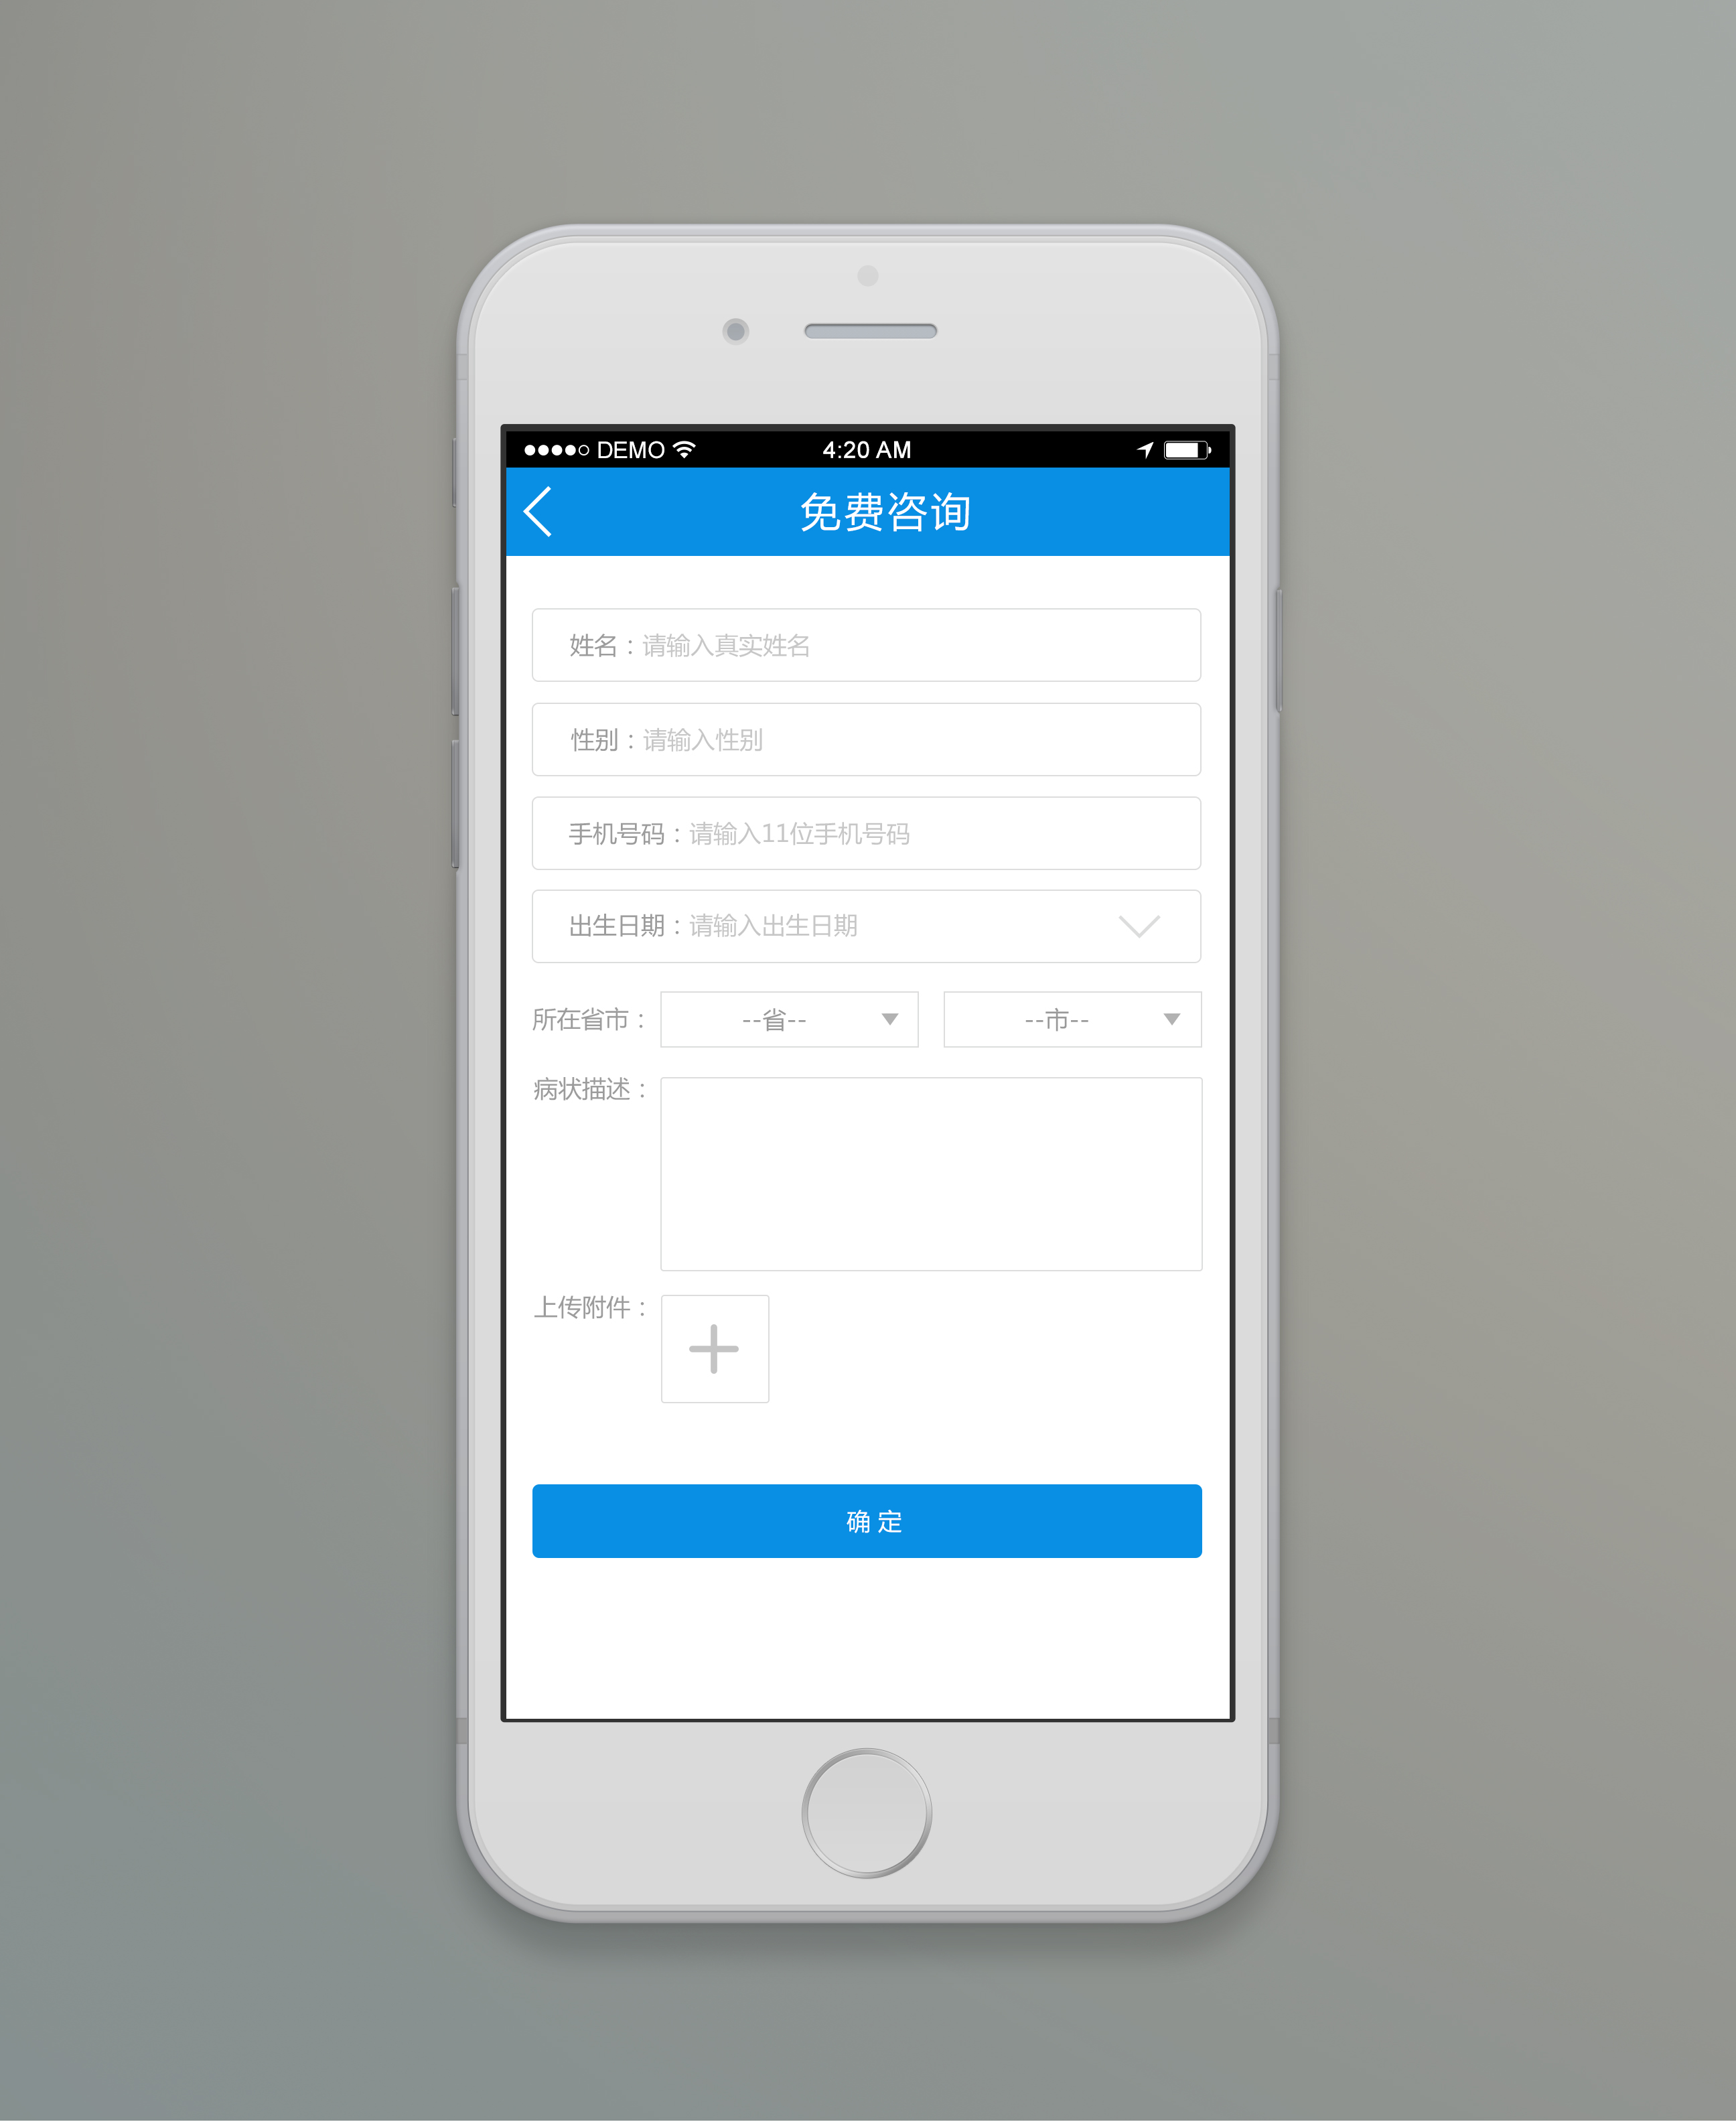 DEMO 4:20 AM
免费咨询
姓名：请输入真实姓名
性别：请输入性别
手机号码：请输入11位手机号码
出生日期：请输入出生日期
所在省市： --省-- --市--
病状描述：
上传附件：
确 定